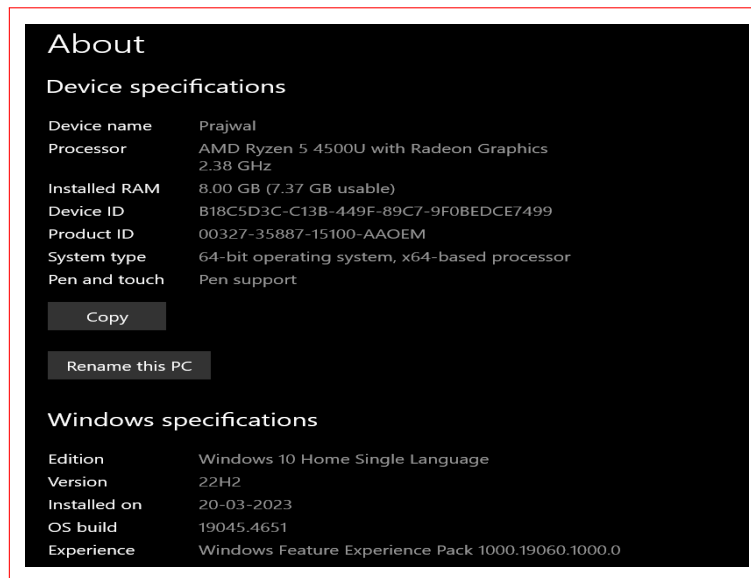 About
Device specifications
Device name Prajwal
Processor AMD Ryzen 5 4500U with Radeon Graphics
2.38 GHz
Installed RAM 8.00 GB (7.37 GB usable)
Device ID B18C5D3C-C13B-449F-89C7-9F0BEDCE7499
Product ID 00327-35887-15100-AAOEM
System type 64-bit operating system, x64-based processor
Pen and touch Pen support
Copy
Rename this PC
Windows specifications
Edition Windows 10 Home Single Language
Version 22H2
Installed on 20-03-2023
OS build 19045.4651
Experience Windows Feature Experience Pack 1000.19060.1000.0